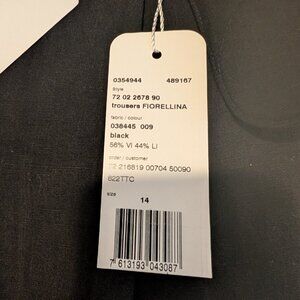 0354944 489167
Style
72 02 2678 90
trousers FIORELLINA
fabric / colour
038445 009
black
56% VI 44% LI
order / customer
72 216819 00704 50090
622TTC
size
14
7 613193 043087